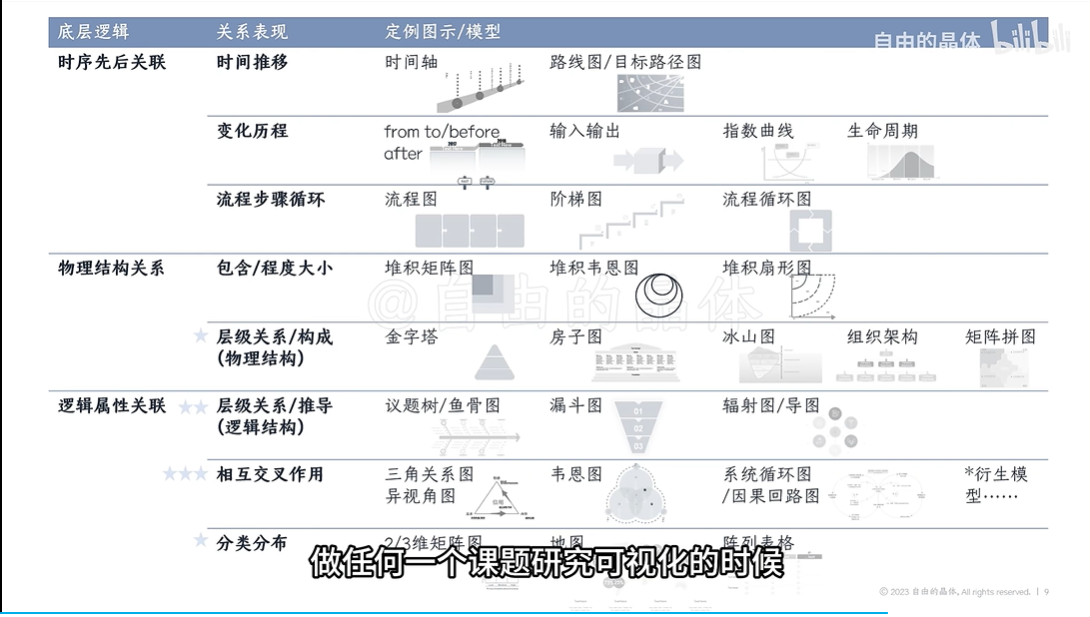 底层逻辑 关系表现 定例图示/模型
自由的晶体 bilibili
时序先后关联 时间推移 时间轴 路线图/目标路径图
变化历程 from to/before 输入输出 指数曲线 生命周期
after
流程步骤循环 流程图 阶梯图 流程循环图
物理结构关系 包含/程度大小 堆积矩阵图 堆积韦恩图 堆积扇形图
@自由的晶体
层级关系/构成 金字塔 房子图 冰山图 组织架构 矩阵拼图
(物理结构)
逻辑属性关联 层级关系/推导 议题树/鱼骨图 漏斗图 辐射图/导图
(逻辑结构)
01
02
03
相互交叉作用 三角关系图 韦恩图 系统循环图 *衍生模
异视角图 /因果回路图 型……
分类分布 2/3维矩阵图 地图 阵列表格
做任何一个课题研究可视化的时候
© 2023 自由的晶体, All rights reserved. | 9